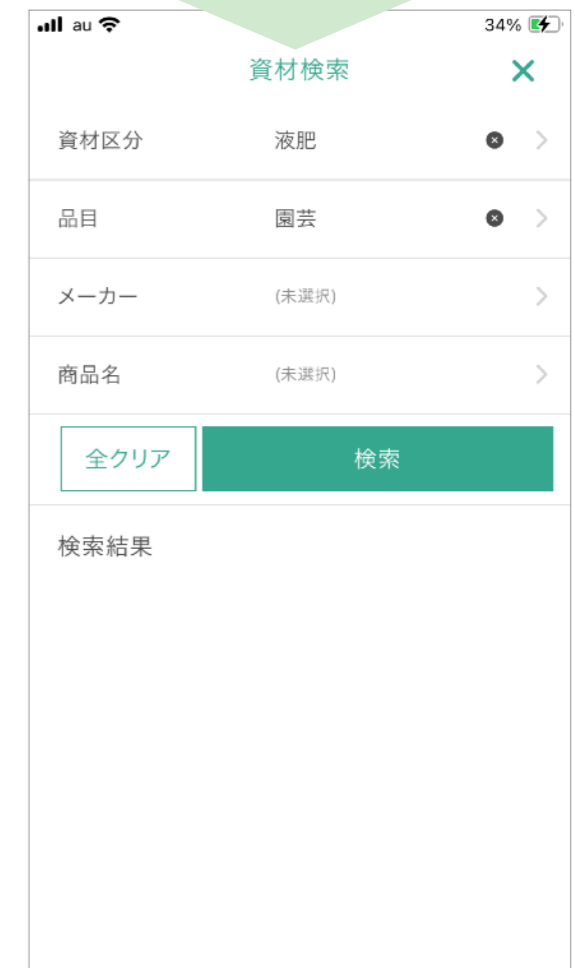 au 34%
資材検索
資材区分 液肥
品目 園芸
メーカー (未選択)
商品名 (未選択)
全クリア 検索
検索結果